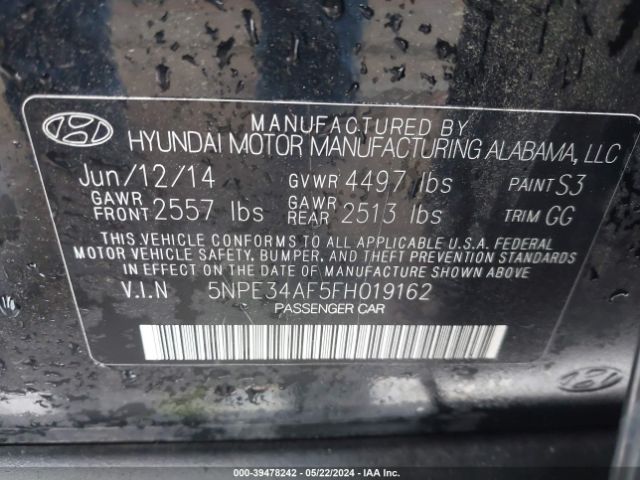 MANUFACTURED BY
HYUNDAI MOTOR MANUFACTURING ALABAMA, LLC
Jun/12/14 GVWR 4497 lbs PAINT S3
GAWR FRONT 2557 lbs GAWR REAR 2513 lbs TRIM GG
THIS VEHICLE CONFORMS TO ALL APPLICABLE U.S.A. FEDERAL
MOTOR VEHICLE SAFETY, BUMPER, AND THEFT PREVENTION STANDARDS
IN EFFECT ON THE DATE OF MANUFACTURE SHOWN ABOVE
V.I.N 5NPE34AF5FH019162
PASSENGER CAR
000-39478242 - 05/22/2024 - IAA Inc.